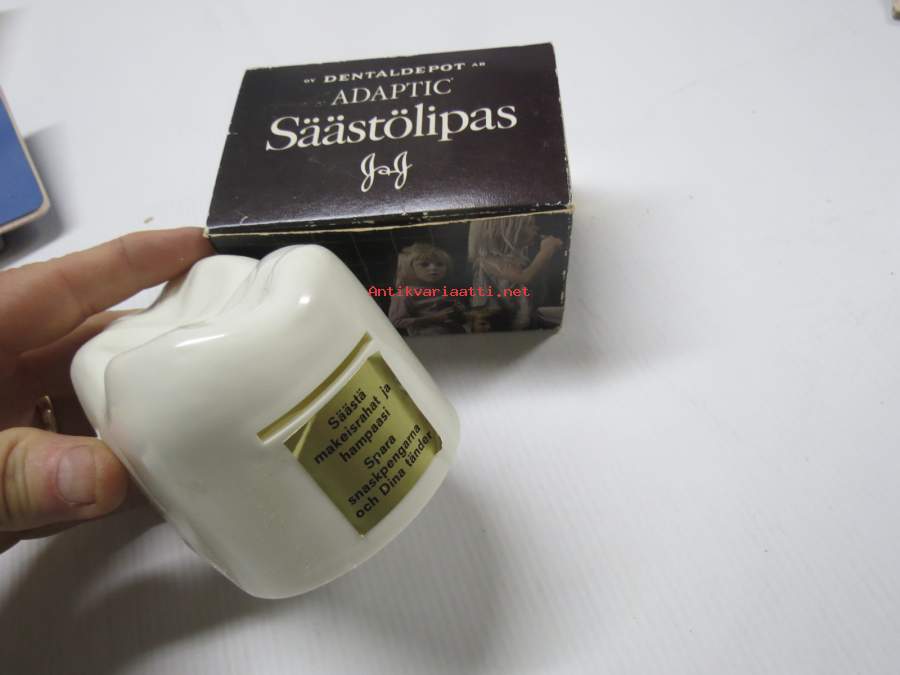 OY DENTALDEPOT AB
ADAPTIC
Säästölipas
J&J
Antikvariaatti.net
Säästä
makeisrahat ja
hampaasi
Spara
snaskpengarna
och Dina tänder